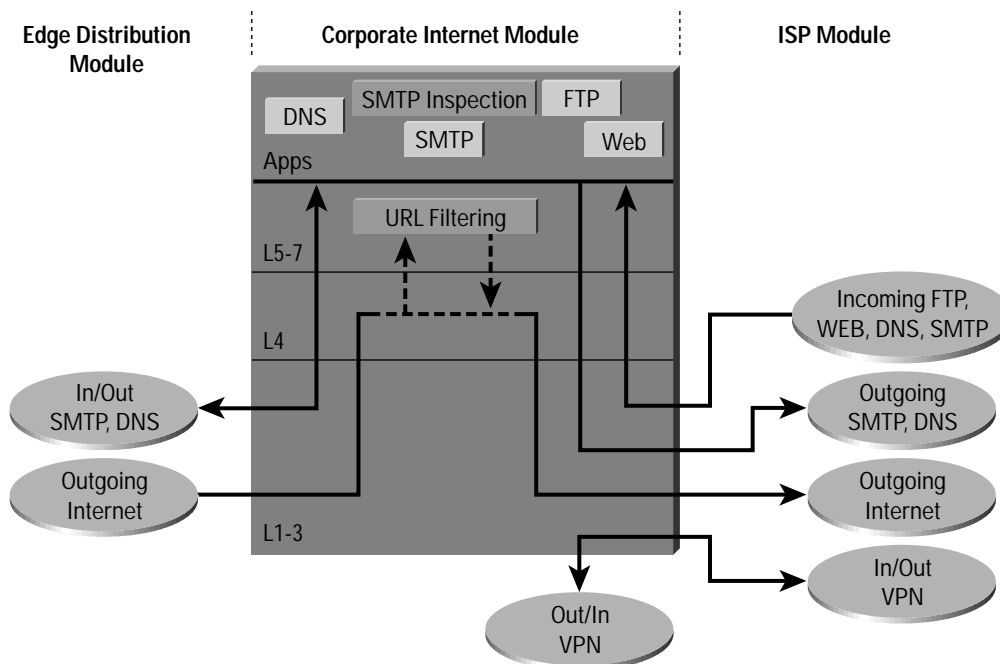 Edge Distribution
Module
Corporate Internet Module
ISP Module
DNS
SMTP Inspection
FTP
SMTP
Web
Apps
URL Filtering
L5-7
L4
Incoming FTP,
WEB, DNS, SMTP
In/Out
SMTP, DNS
Outgoing
SMTP, DNS
Outgoing
Internet
Outgoing
Internet
L1-3
In/Out
VPN
Out/In
VPN